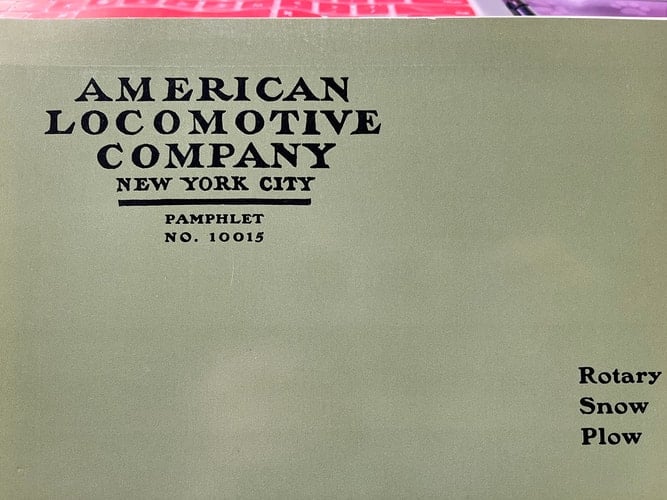 AMERICAN
LOCOMOTIVE
COMPANY
NEW YORK CITY
PAMPHLET
NO. 10015
Rotary
Snow
Plow